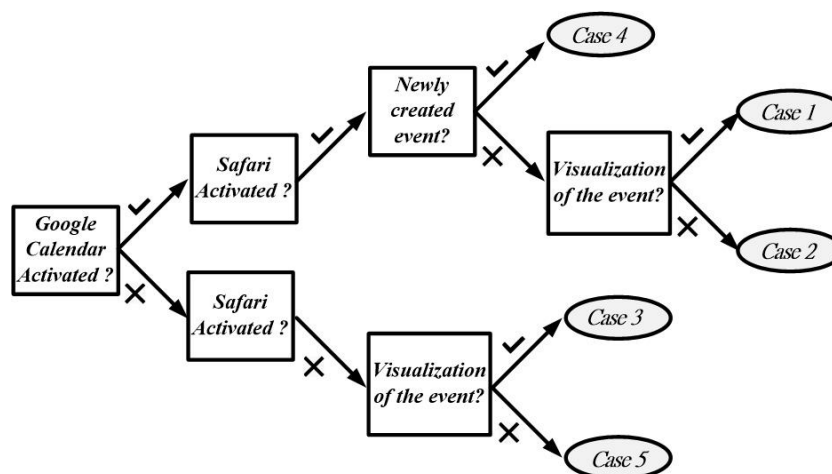 Case 4
Newly
created
event?
Case 1
Safari
Activated ?
Visualization
of the event?
Google
Calendar
Activated ?
Case 2
Safari
Activated ?
Case 3
Visualization
of the event?
Case 5